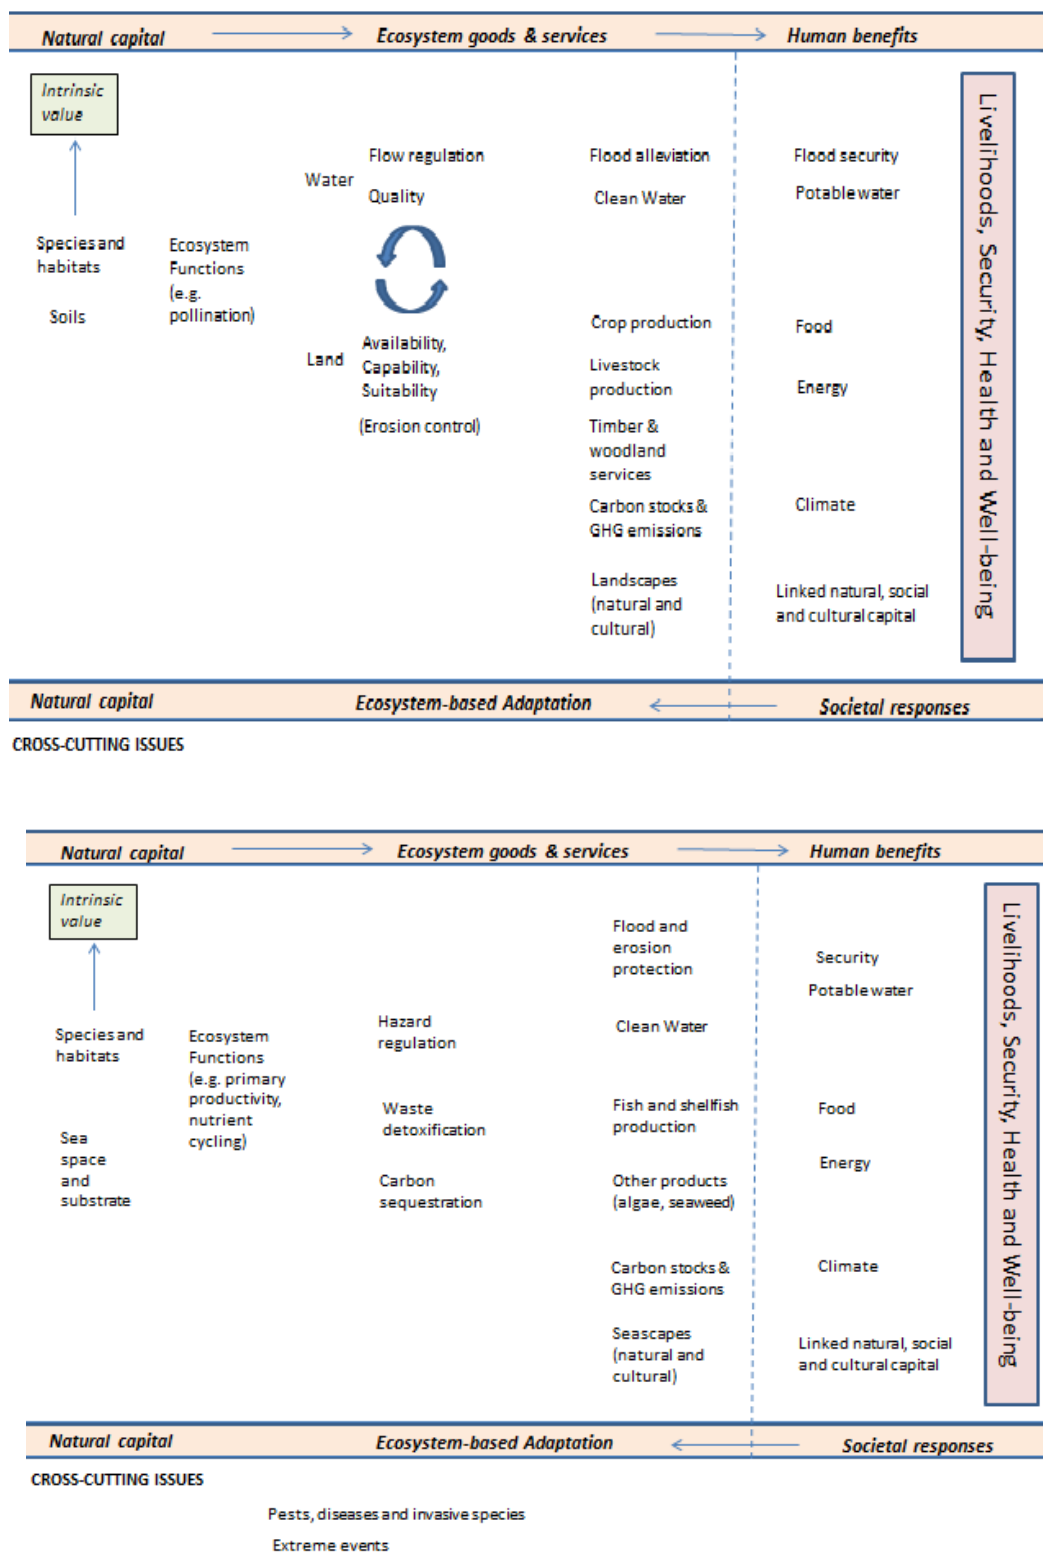 Natural capital
Ecosystem goods & services
Human benefits
Intrinsic
value
Species and
habitats
Soils
Ecosystem
Functions
(e.g.
pollination)
Water
Flow regulation
Quality
Land
Availability,
Capability,
Suitability
(Erosion control)
Flood alleviation
Clean Water
Crop production
Livestock
production
Timber &
woodland
services
Carbon stocks &
GHG emissions
Landscapes
(natural and
cultural)
Flood security
Potable water
Food
Energy
Climate
Linked natural, social
and cultural capital
Livelihoods, Security, Health and Well-being
Natural capital
Ecosystem-based Adaptation
Societal responses
CROSS-CUTTING ISSUES
Natural capital
Ecosystem goods & services
Human benefits
Intrinsic
value
Species and
habitats
Sea
space
and
substrate
Ecosystem
Functions
(e.g. primary
productivity,
nutrient
cycling)
Hazard
regulation
Waste
detoxification
Carbon
sequestration
Flood and
erosion
protection
Clean Water
Fish and shellfish
production
Other products
(algae, seaweed)
Carbon stocks &
GHG emissions
Seascapes
(natural and
cultural)
Security
Potable water
Food
Energy
Climate
Linked natural, social
and cultural capital
Livelihoods, Security, Health and Well-being
Natural capital
Ecosystem-based Adaptation
Societal responses
CROSS-CUTTING ISSUES
Pests, diseases and invasive species
Extreme events